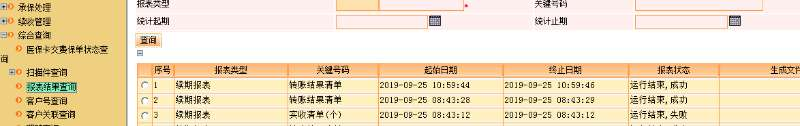 承保处理
续收管理
综合查询
医保卡交费保单状态查
询
扫描件查询
报表结果查询
客户号查询
客户关联查询
报表类型 关键号码
统计起期 统计止期
查询
序号 报表类型 关键号码 起始日期 终止日期 报表状态 生成文件
1 续期报表 转账结果清单 2019-09-25 10:59:44 2019-09-25 10:59:46 运行结束,成功
2 续期报表 转账结果清单 2019-09-25 08:43:28 2019-09-25 08:43:29 运行结束,成功
3 续期报表 实收清单(个) 2019-09-25 08:43:12 2019-09-25 08:43:12 运行结束,失败